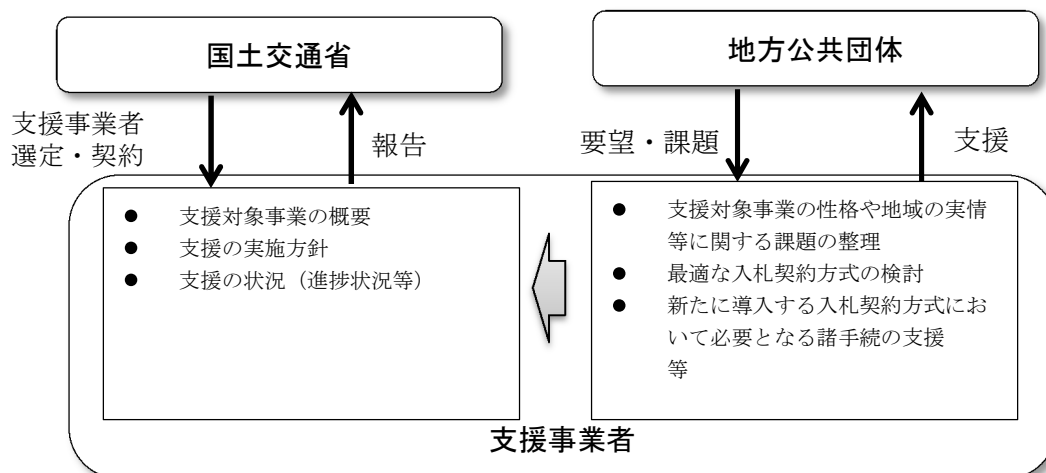 国土交通省
地方公共団体
支援事業者
選定・契約
報告
要望・課題
支援
● 支援対象事業の概要
● 支援の実施方針
● 支援の状況（進捗状況等）
● 支援対象事業の性格や地域の実情
等に関する課題の整理
● 最適な入札契約方式の検討
● 新たに導入する入札契約方式にお
いて必要となる諸手続の支援
等
支援事業者